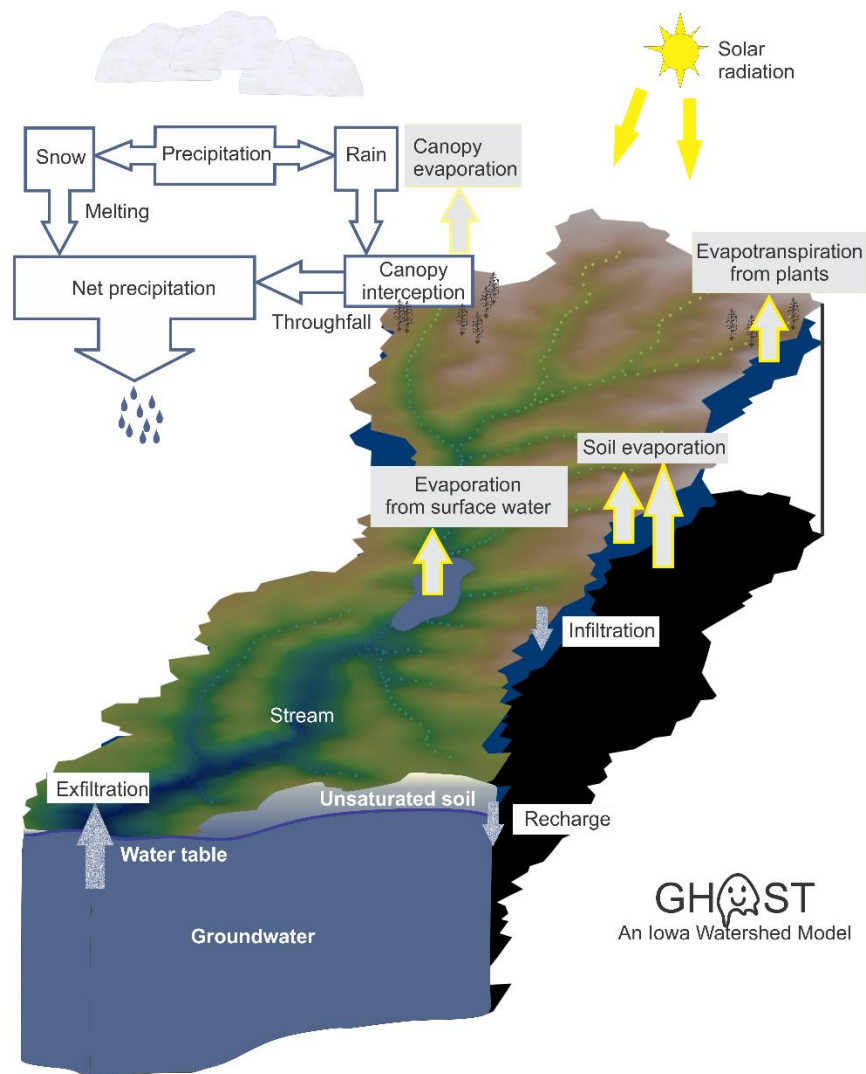 Solar
radiation
Snow
Precipitation
Rain
Canopy
evaporation
Melting
Evapotranspiration
from plants
Net precipitation
Canopy
interception
Throughfall
Soil evaporation
Evaporation
from surface water
Infiltration
Stream
Exfiltration
Unsaturated soil
Recharge
Water table
GHOST
An Iowa Watershed Model
Groundwater